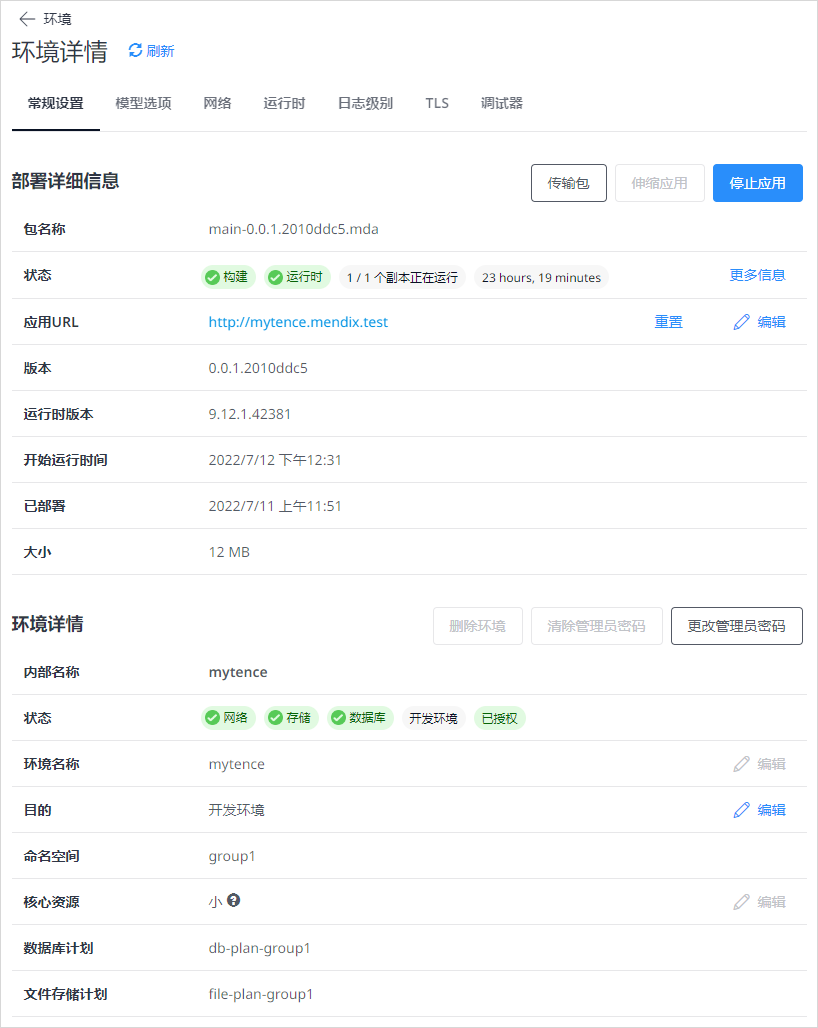 环境
环境详情 刷新
常规设置 模型选项 网络 运行时 日志级别 TLS 调试器
部署详细信息 传输包 伸缩应用 停止应用
包名称 main-0.0.1.2010ddc5.mda
状态 构建 运行时 1 / 1 个副本正在运行 23 hours, 19 minutes 更多信息
应用URL http://mytence.mendix.test 重置 编辑
版本 0.0.1.2010ddc5
运行时版本 9.12.1.42381
开始运行时间 2022/7/12 下午12:31
已部署 2022/7/11 上午11:51
大小 12 MB
环境详情 删除环境 清除管理员密码 更改管理员密码
内部名称 mytence
状态 网络 存储 数据库 开发环境 已授权
环境名称 mytence 编辑
目的 开发环境 编辑
命名空间 group1
核心资源 小 ? 编辑
数据库计划 db-plan-group1
文件存储计划 file-plan-group1